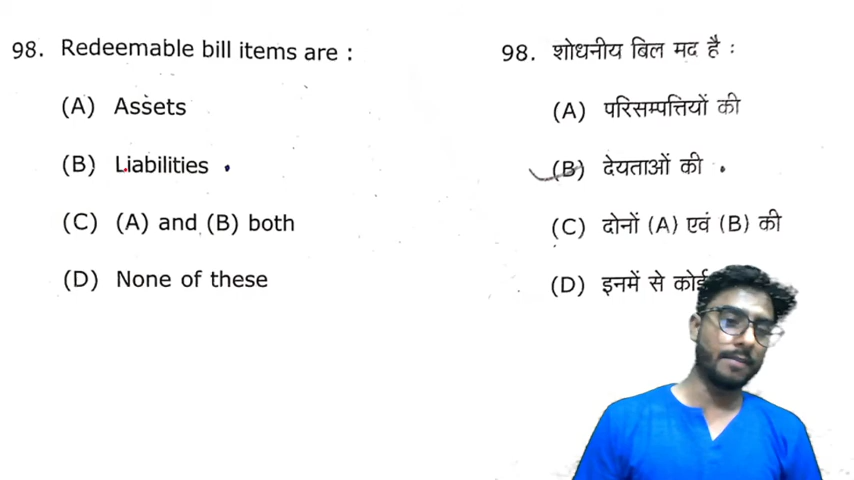 98. Redeemable bill items are :
(A) Assets
(B) Liabilities
(C) (A) and (B) both
(D) None of these
98. शोधनीय बिल मद है :
(A) परिसम्पत्तियों की
(B) देयताओं की
(C) दोनों (A) एवं (B) की
(D) इनमें से कोई